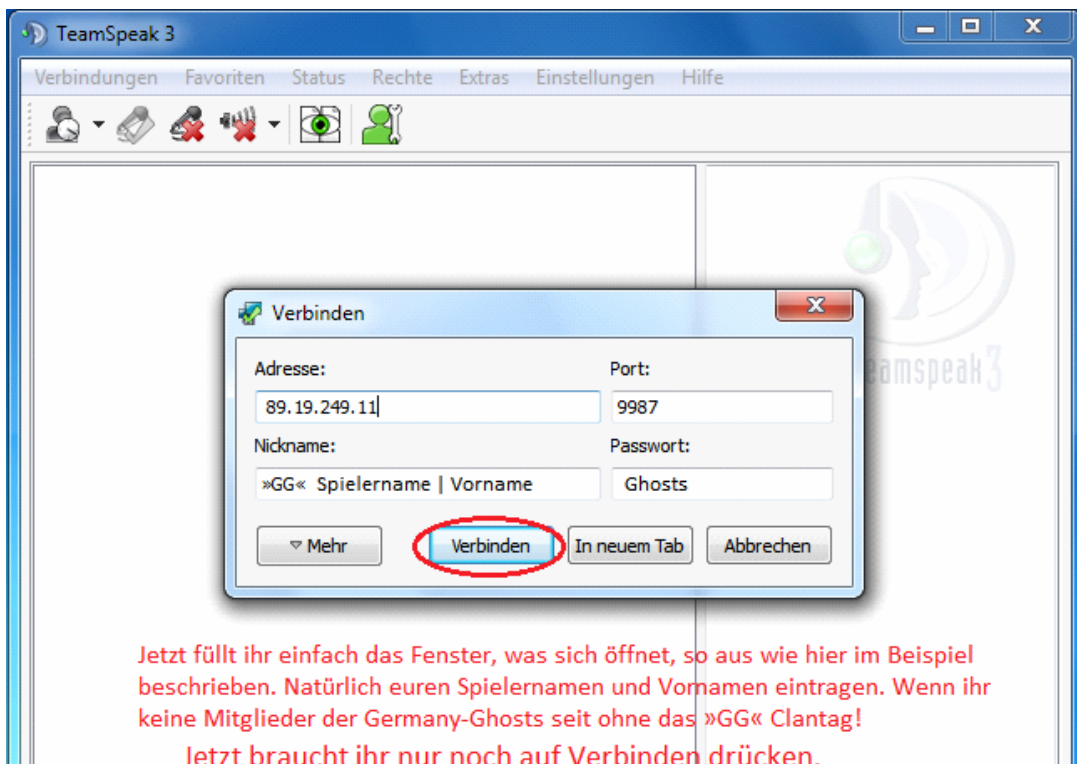 TeamSpeak 3
Verbindungen Favoriten Status Rechte Extras Einstellungen Hilfe
teamspeak 3
Verbinden
Adresse: Port:
89.19.249.11 9987
Nickname: Passwort:
»GG« Spielername | Vorname Ghosts
Mehr Verbinden In neuem Tab Abbrechen
Jetzt füllt ihr einfach das Fenster, was sich öffnet, so aus wie hier im Beispiel
beschrieben. Natürlich euren Spielernamen und Vornamen eintragen. Wenn ihr
keine Mitglieder der Germany-Ghosts seit ohne das »GG« Clantag!
Jetzt braucht ihr nur noch auf Verbinden drücken.